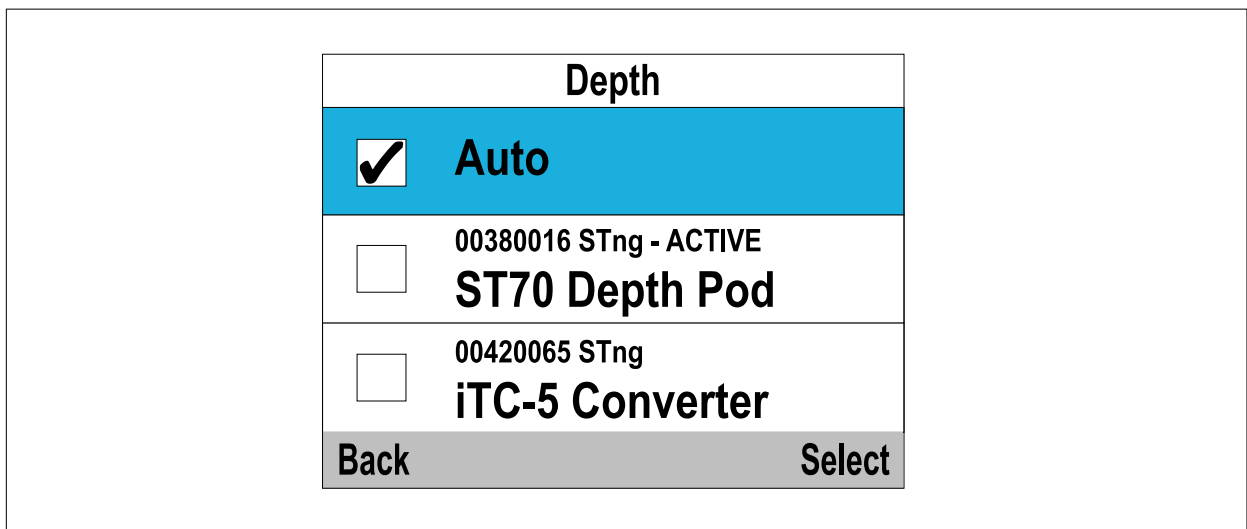 Depth
Auto
00380016 STng - ACTIVE
ST70 Depth Pod
00420065 STng
iTC-5 Converter
Back Select